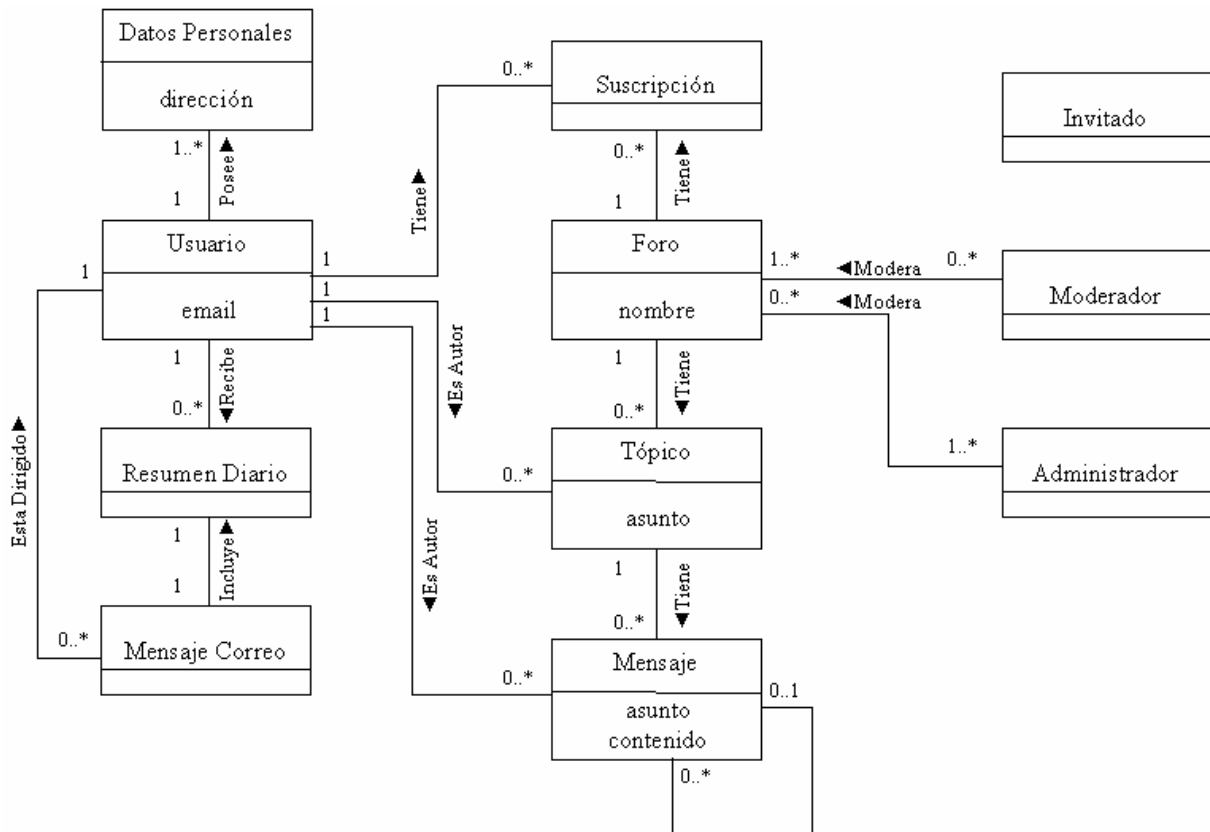 Datos Personales
dirección
1..*
Posee
1
Usuario
email
1
1
1
1
Tiene
0..*
Suscripción
0..*
Tiene
1
Foro
nombre
1..*
Modera
0..*
0..*
Modera
1..*
Invitado
Moderador
Administrador
1
Recibe
0..*
Resumen Diario
1
Incluye
1
Mensaje Correo
0..*
Esta Dirigido
Es Autor
0..*
Es Autor
0..*
1
Tiene
0..*
Tópico
asunto
1
Tiene
0..*
Mensaje
asunto
contenido
0..1
0..*